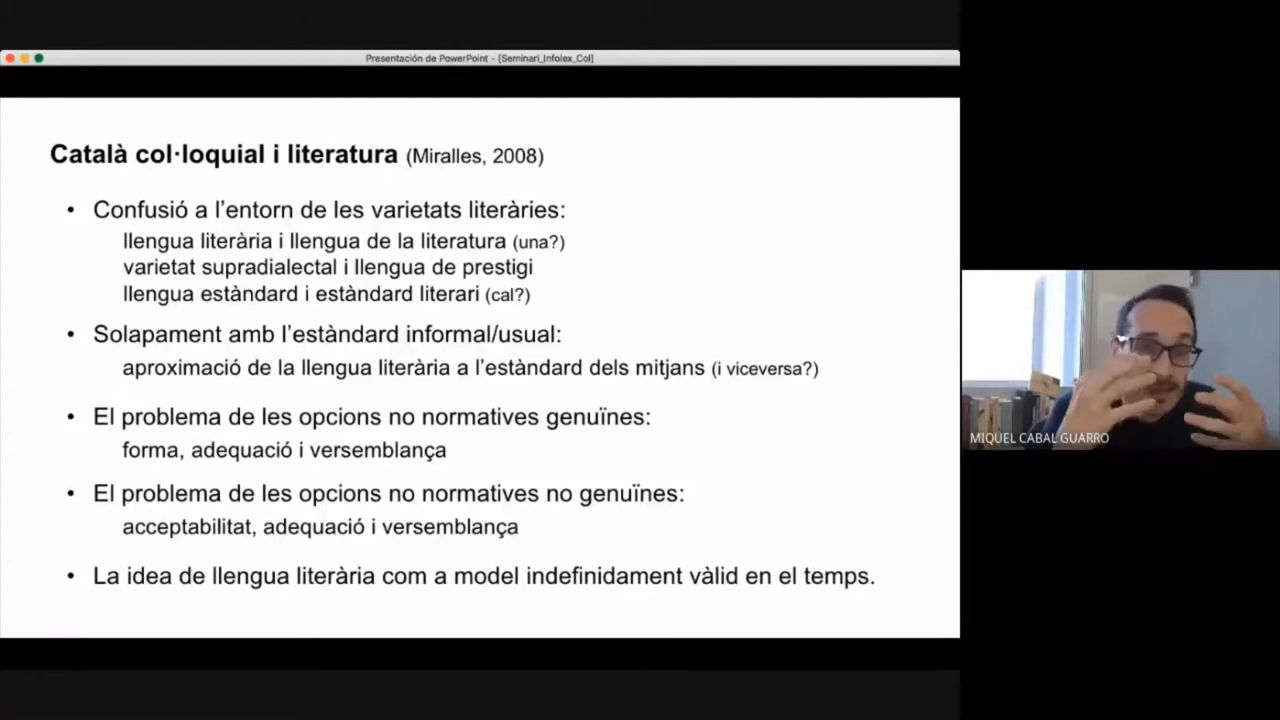 Presentación de PowerPoint - [Seminari_Infolex_Col]
Català col·loquial i literatura (Miralles, 2008)
• Confusió a l’entorn de les varietats literàries:
llengua literària i llengua de la literatura (una?)
varietat supradialectal i llengua de prestigi
llengua estàndard i estàndard literari (cal?)
• Solapament amb l’estàndard informal/usual:
aproximació de la llengua literària a l’estàndard dels mitjans (i viceversa?)
• El problema de les opcions no normatives genuïnes:
forma, adequació i versemblança
• El problema de les opcions no normatives no genuïnes:
acceptabilitat, adequació i versemblança
• La idea de llengua literària com a model indefinidament vàlid en el temps.
MIQUEL CABAL GUARRO